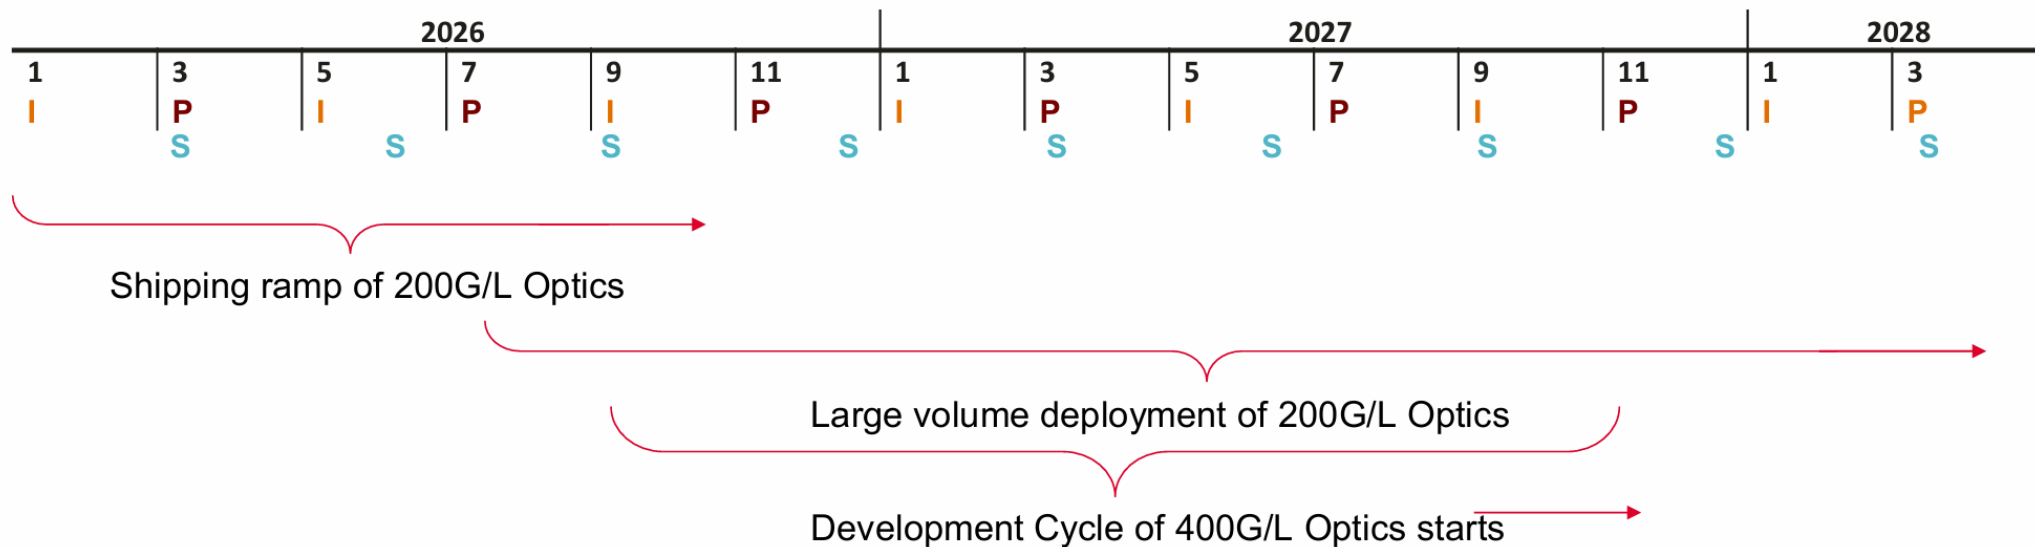 2026 2027 2028
1 3 5 7 9 11 1 3 5 7 9 11 1 3
I P I P I P I P I P I P I P
S S S S S S S S S
Shipping ramp of 200G/L Optics
Large volume deployment of 200G/L Optics
Development Cycle of 400G/L Optics starts